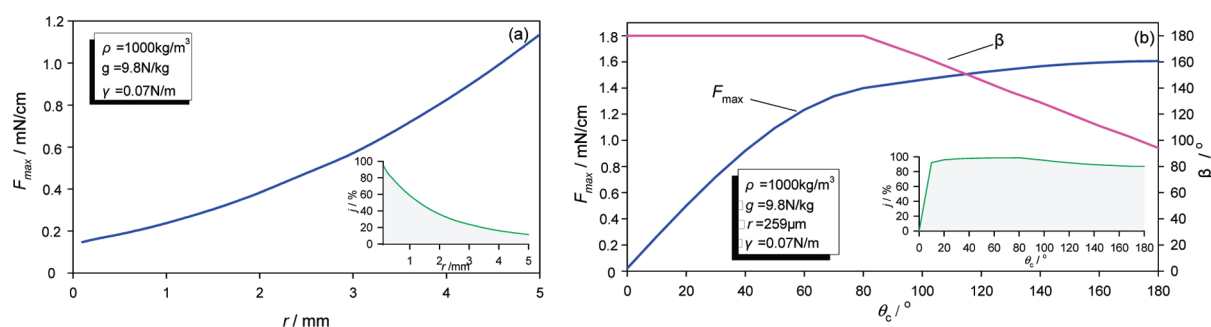 (a)
ρ =1000kg/m³
g =9.8N/kg
γ =0.07N/m
F_max / mN/cm
1.2
1.0
0.8
0.6
0.4
0.2
0
0 1 2 3 4 5
r / mm
j / %
100
80
60
40
20
0
1 2 3 4 5
r /mm
(b)
β
F_max
ρ =1000kg/m³
g =9.8N/kg
r =259μm
γ =0.07N/m
F_max / mN/cm
1.8
1.6
1.4
1.2
1
0.8
0.6
0.4
0.2
0
0 20 40 60 80 100 120 140 160 180
θ_c / °
β / °
180
160
140
120
100
80
60
40
20
0
j / %
100
80
60
40
20
0
0 20 40 60 80 100 120 140 160 180
θ_c / °